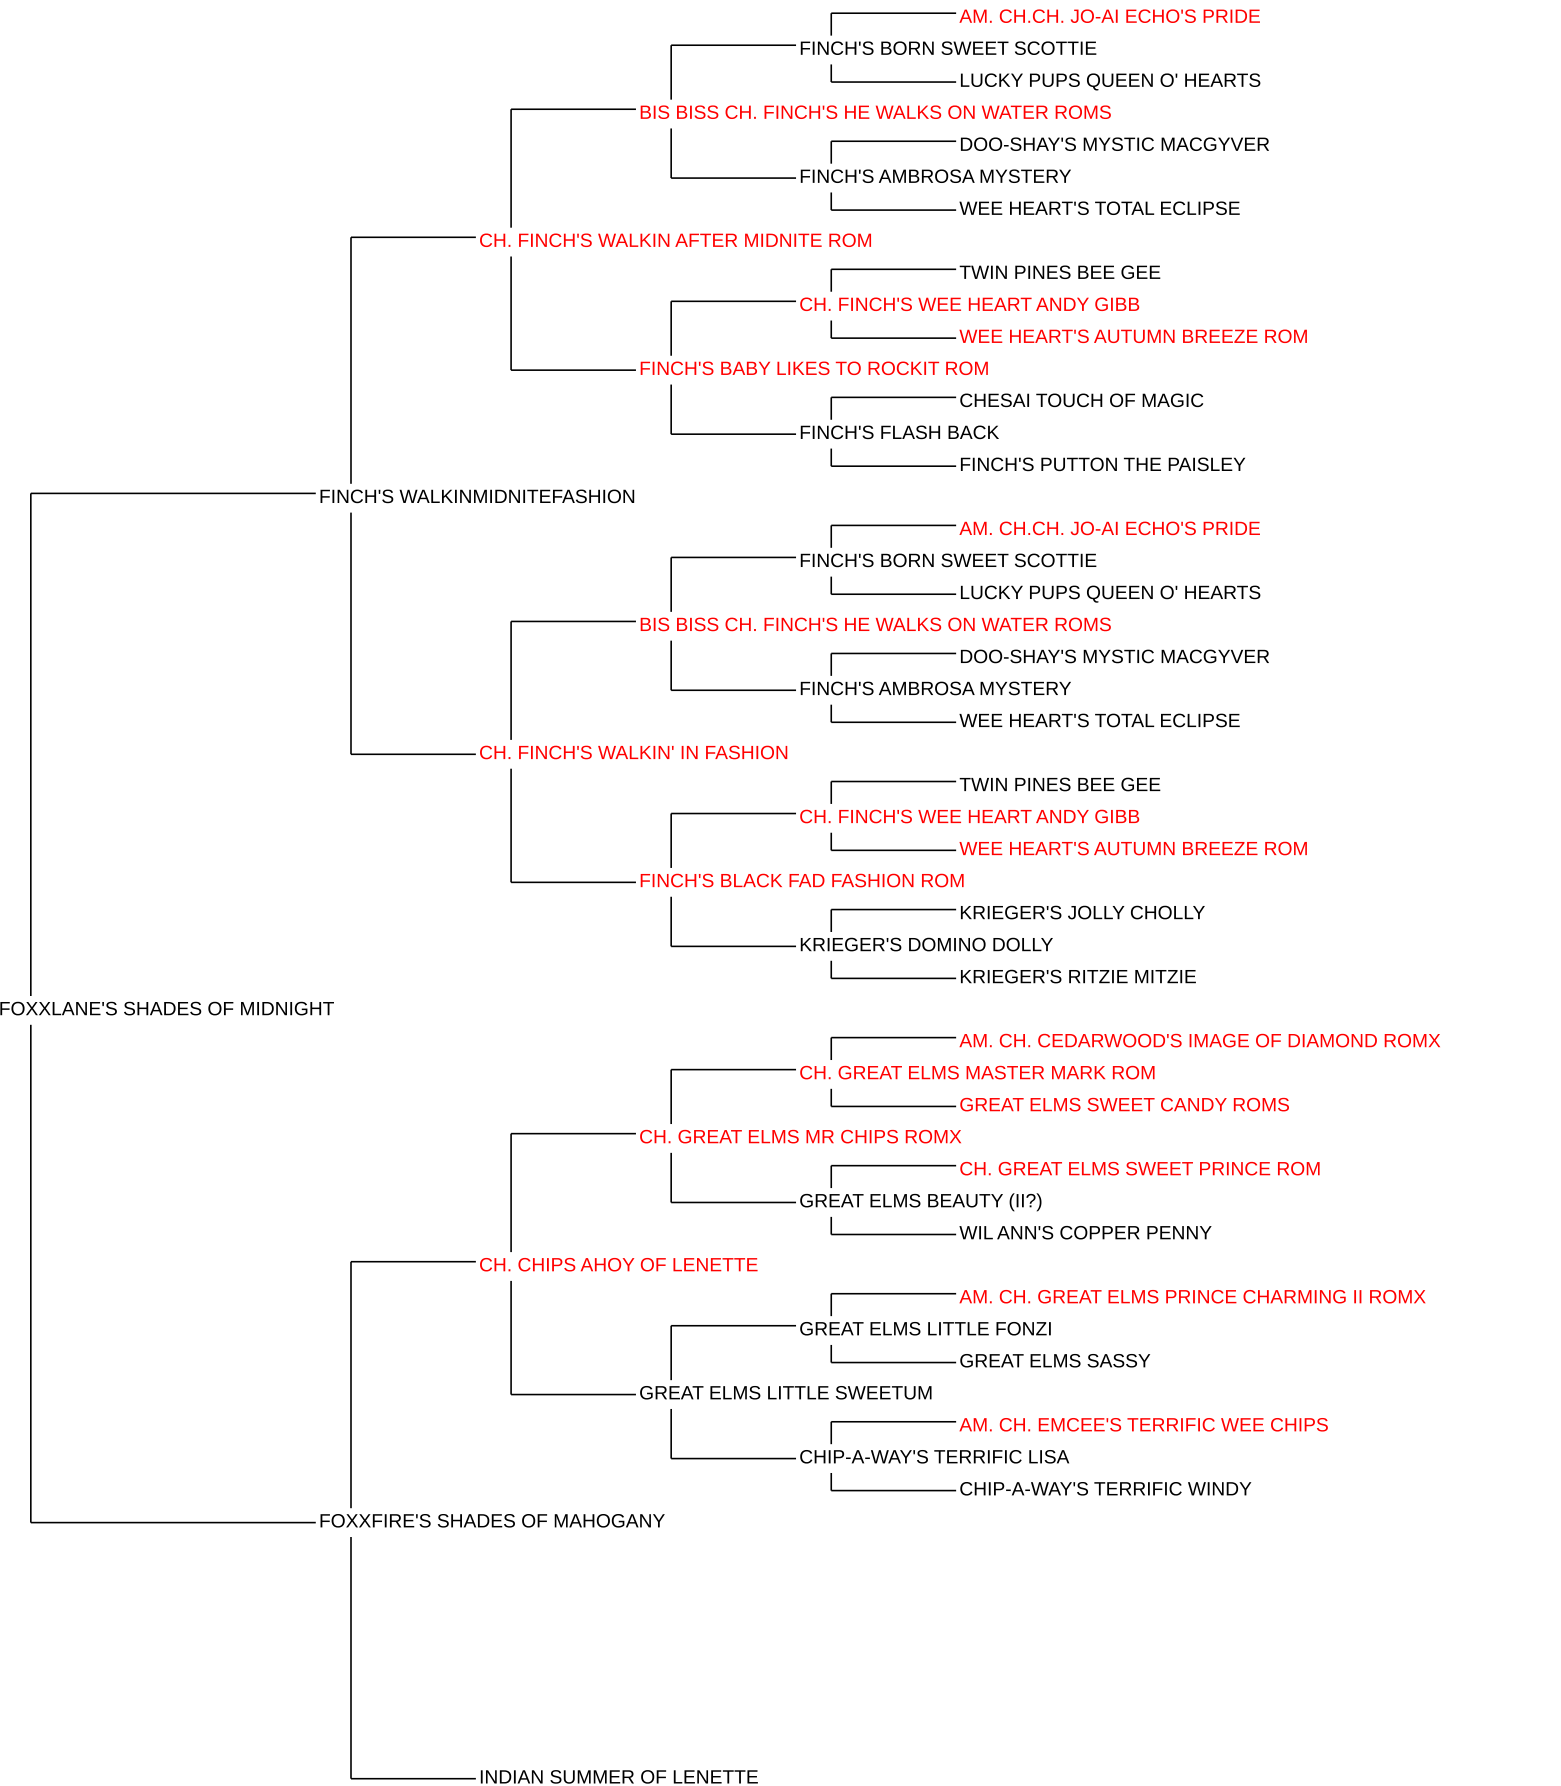 AM. CH.CH. JO-AI ECHO'S PRIDE
FINCH'S BORN SWEET SCOTTIE
LUCKY PUPS QUEEN O' HEARTS
BIS BISS CH. FINCH'S HE WALKS ON WATER ROMS
DOO-SHAY'S MYSTIC MACGYVER
FINCH'S AMBROSA MYSTERY
WEE HEART'S TOTAL ECLIPSE
CH. FINCH'S WALKIN AFTER MIDNITE ROM
TWIN PINES BEE GEE
CH. FINCH'S WEE HEART ANDY GIBB
WEE HEART'S AUTUMN BREEZE ROM
FINCH'S BABY LIKES TO ROCKIT ROM
CHESAI TOUCH OF MAGIC
FINCH'S FLASH BACK
FINCH'S PUTTON THE PAISLEY
FINCH'S WALKINMIDNITEFASHION
AM. CH.CH. JO-AI ECHO'S PRIDE
FINCH'S BORN SWEET SCOTTIE
LUCKY PUPS QUEEN O' HEARTS
BIS BISS CH. FINCH'S HE WALKS ON WATER ROMS
DOO-SHAY'S MYSTIC MACGYVER
FINCH'S AMBROSA MYSTERY
WEE HEART'S TOTAL ECLIPSE
CH. FINCH'S WALKIN' IN FASHION
TWIN PINES BEE GEE
CH. FINCH'S WEE HEART ANDY GIBB
WEE HEART'S AUTUMN BREEZE ROM
FINCH'S BLACK FAD FASHION ROM
KRIEGER'S JOLLY CHOLLY
KRIEGER'S DOMINO DOLLY
KRIEGER'S RITZIE MITZIE
FOXXLANE'S SHADES OF MIDNIGHT
AM. CH. CEDARWOOD'S IMAGE OF DIAMOND ROMX
CH. GREAT ELMS MASTER MARK ROM
GREAT ELMS SWEET CANDY ROMS
CH. GREAT ELMS MR CHIPS ROMX
CH. GREAT ELMS SWEET PRINCE ROM
GREAT ELMS BEAUTY (II?)
WIL ANN'S COPPER PENNY
CH. CHIPS AHOY OF LENETTE
AM. CH. GREAT ELMS PRINCE CHARMING II ROMX
GREAT ELMS LITTLE FONZI
GREAT ELMS SASSY
GREAT ELMS LITTLE SWEETUM
AM. CH. EMCEE'S TERRIFIC WEE CHIPS
CHIP-A-WAY'S TERRIFIC LISA
CHIP-A-WAY'S TERRIFIC WINDY
FOXXFIRE'S SHADES OF MAHOGANY
INDIAN SUMMER OF LENETTE